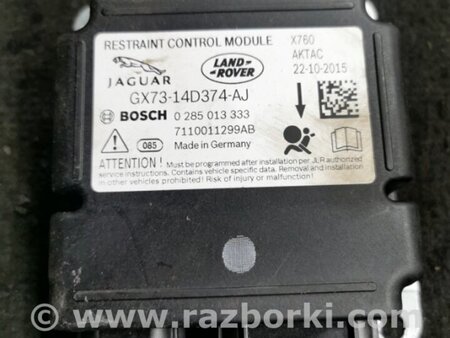 RESTRAINT CONTROL MODULE X760
AKTAC
JAGUAR LAND ROVER 22-10-2015
GX73-14D374-AJ
BOSCH 0 285 013 333
7110011299AB
085 Made in Germany
ATTENTION! Must be programmed after installation per JLR authorized
service instructions. Contains vehicle specific data. Removal and installation
in other vehicles prohibited! Risk of injury or malfunction!
© www.razborki.com